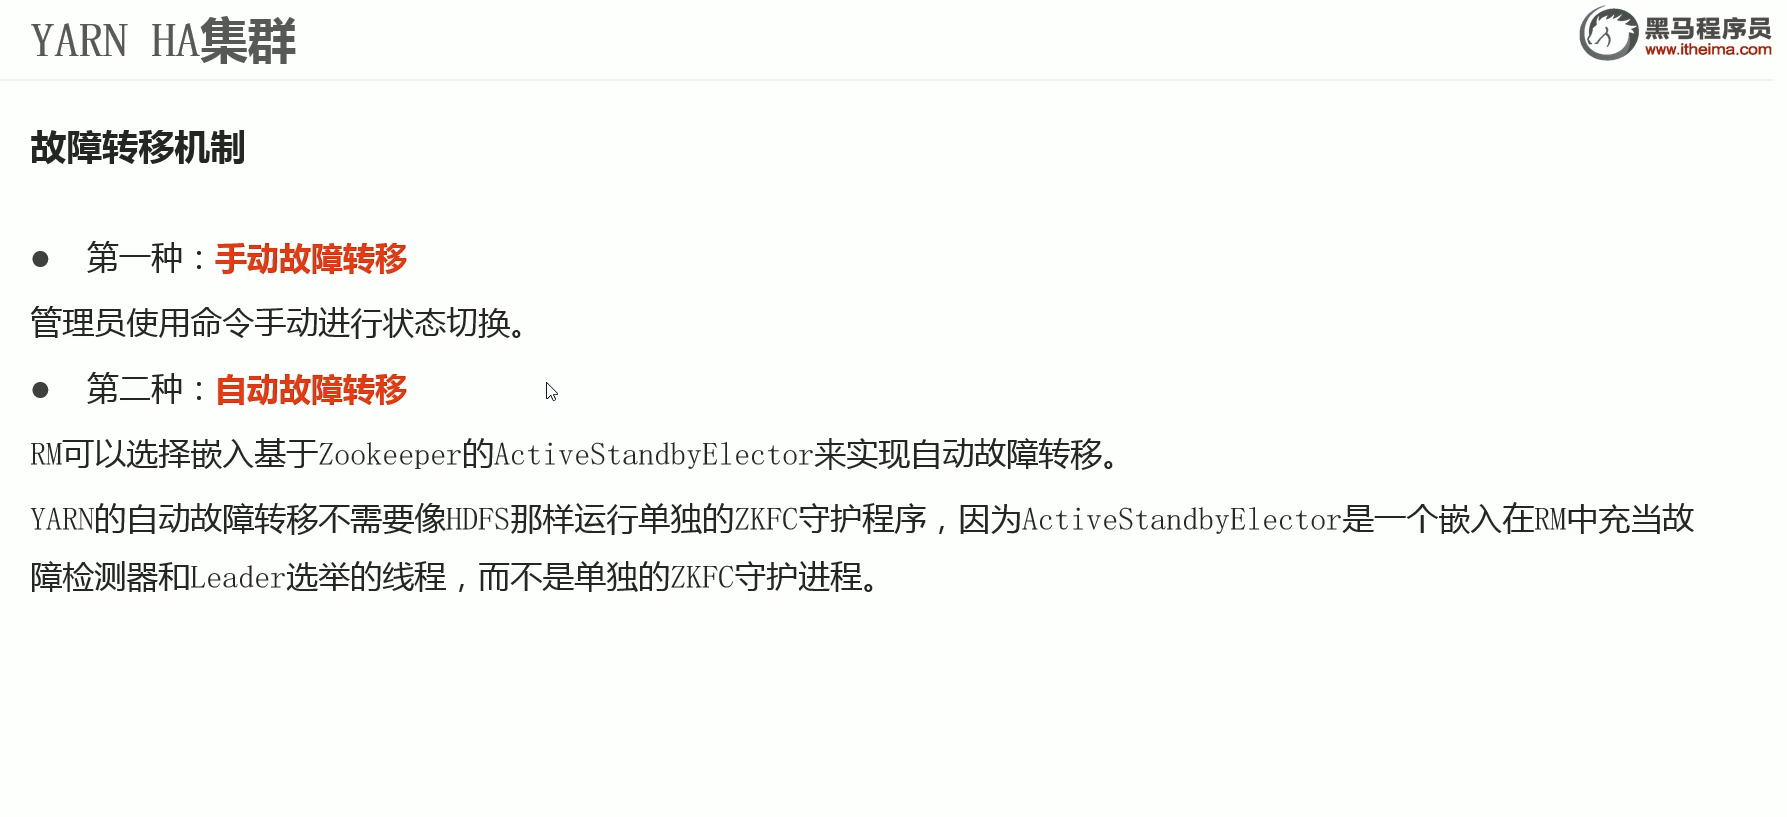 YARN HA集群
黑马程序员
www.itheima.com
故障转移机制
● 第一种：手动故障转移
管理员使用命令手动进行状态切换。
● 第二种：自动故障转移
RM可以选择嵌入基于Zookeeper的ActiveStandbyElector来实现自动故障转移。
YARN的自动故障转移不需要像HDFS那样运行单独的ZKFC守护程序，因为ActiveStandbyElector是一个嵌入在RM中充当故
障检测器和Leader选举的线程，而不是单独的ZKFC守护进程。